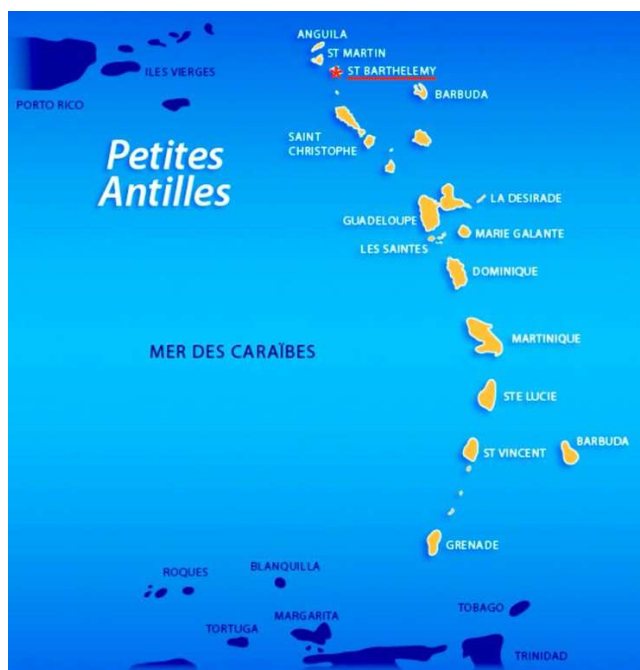 ANGUILA
ST MARTIN
ILES VIERGES
ST BARTHELEMY
PORTO RICO
BARBUDA
SAINT
CHRISTOPHE
Petites
Antilles
LA DESIRADE
GUADELOUPE
MARIE GALANTE
LES SAINTES
DOMINIQUE
MARTINIQUE
MER DES CARAÏBES
STE LUCIE
BARBUDA
ST VINCENT
GRENADE
BLANQUILLA
ROQUES
MARGARITA
TOBAGO
TORTUGA
TRINIDAD